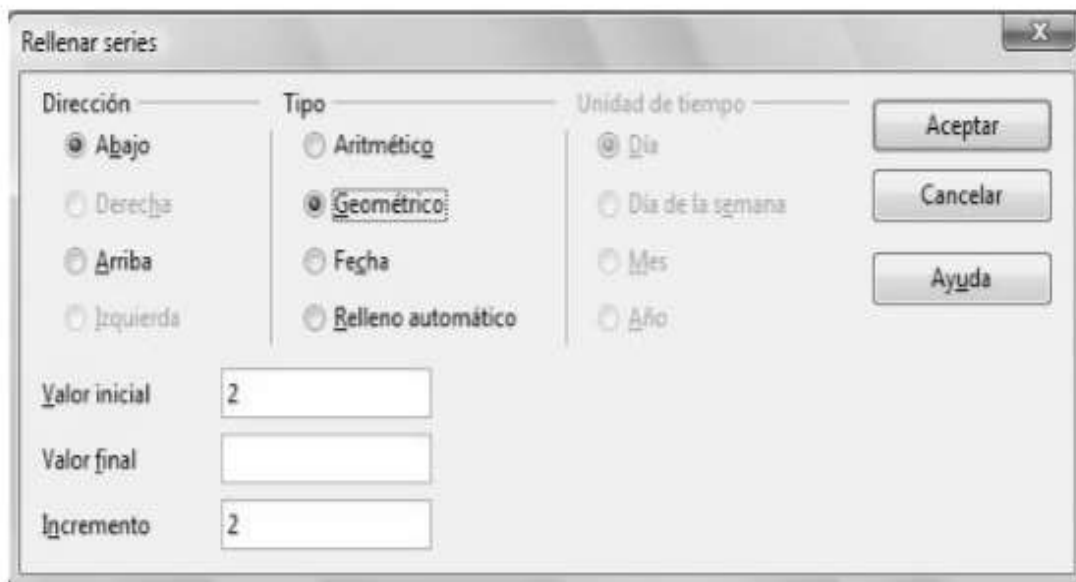 Rellenar series
Dirección
Tipo
Unidad de tiempo
Abajo
Aritmético
Día
Aceptar
Derecha
Geométrico
Día de la semana
Cancelar
Arriba
Fecha
Mes
Ayuda
Izquierda
Relleno automático
Año
Valor inicial
2
Valor final
Incremento
2